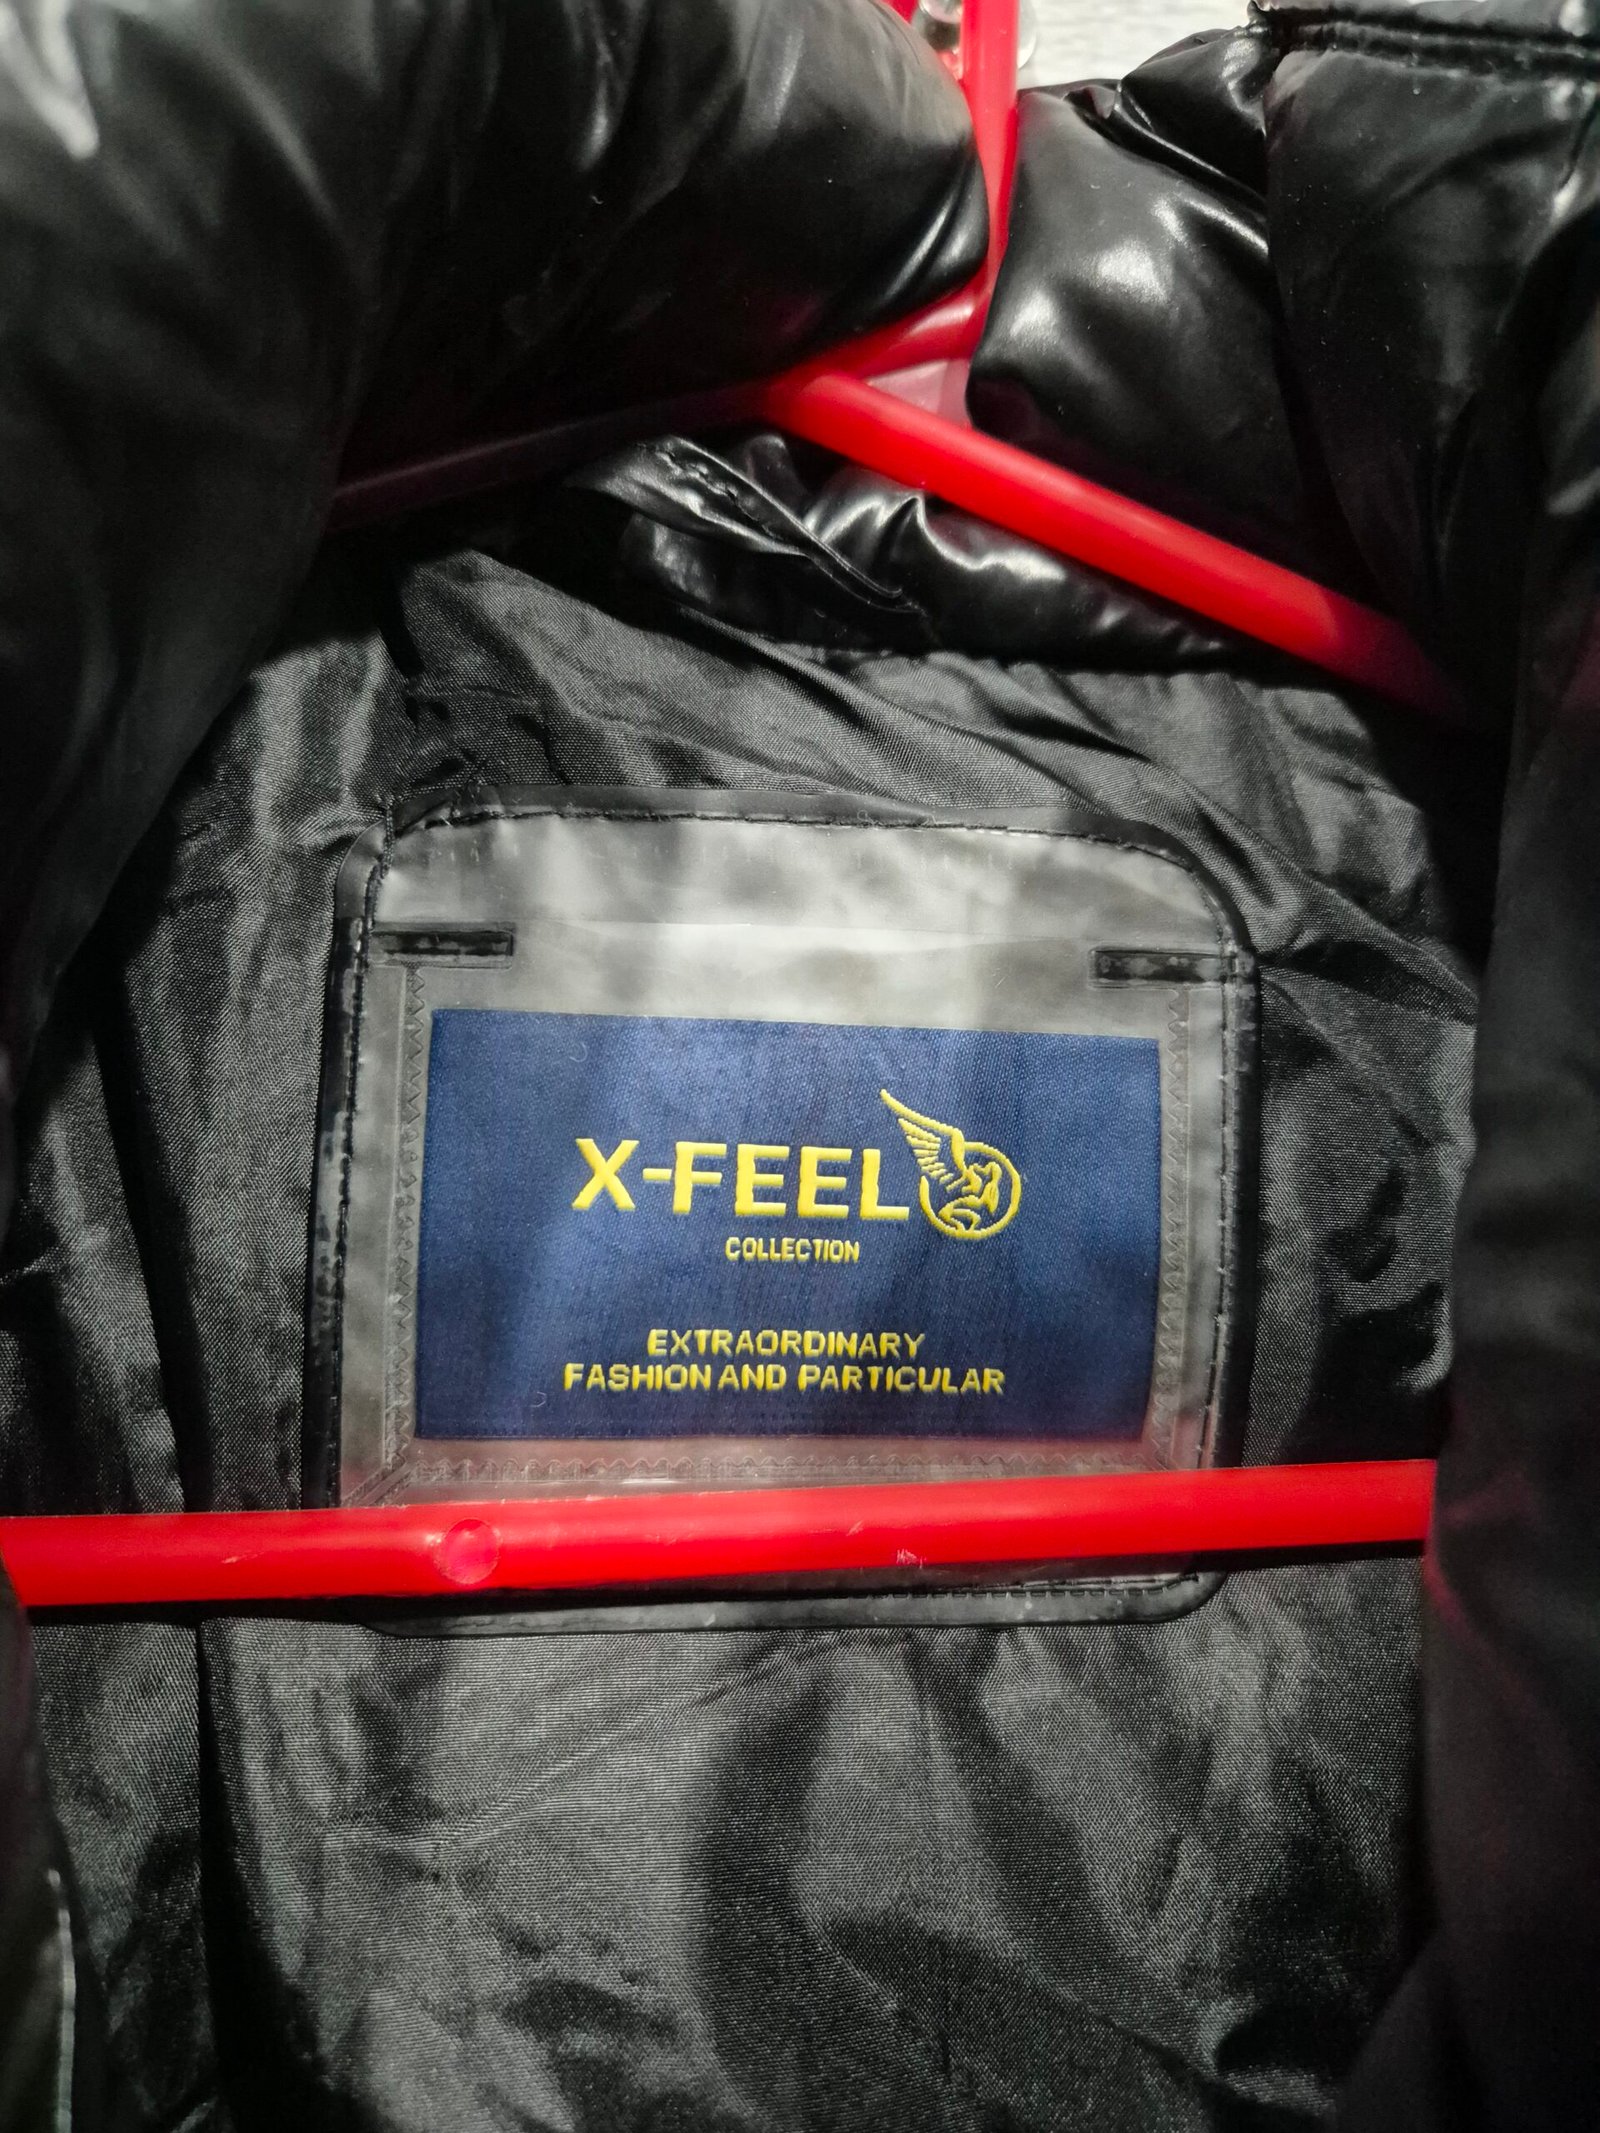 X-FEEL
COLLECTION
EXTRAORDINARY
FASHION AND PARTICULAR